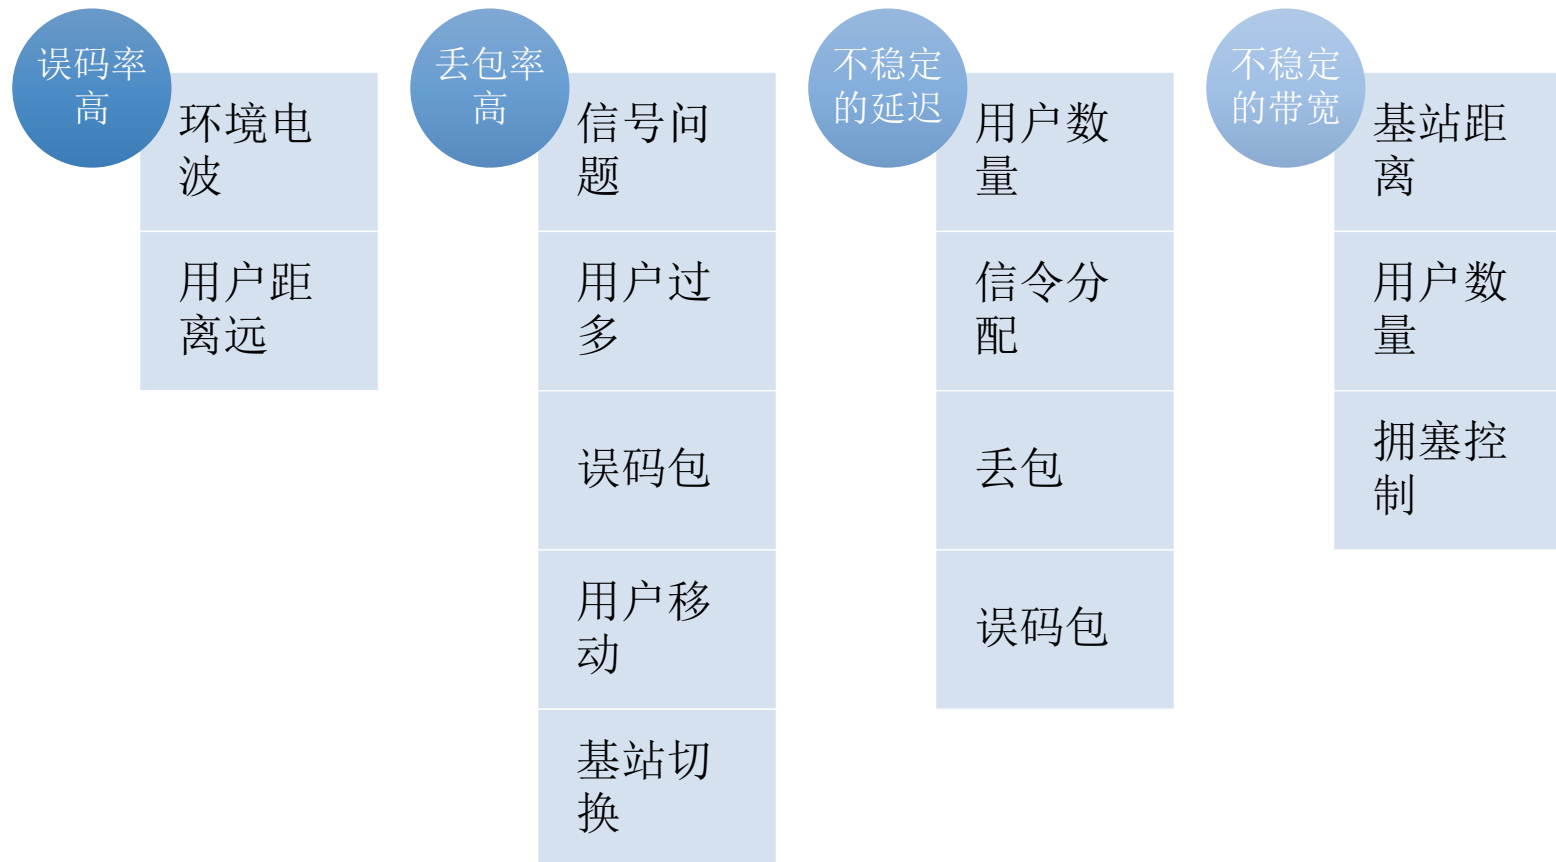 误码率
高
环境电
波
用户距
离远
丢包率
高
信号问
题
用户过
多
误码包
用户移
动
基站切
换
不稳定
的延迟
用户数
量
信令分
配
丢包
误码包
不稳定
的带宽
基站距
离
用户数
量
拥塞控
制